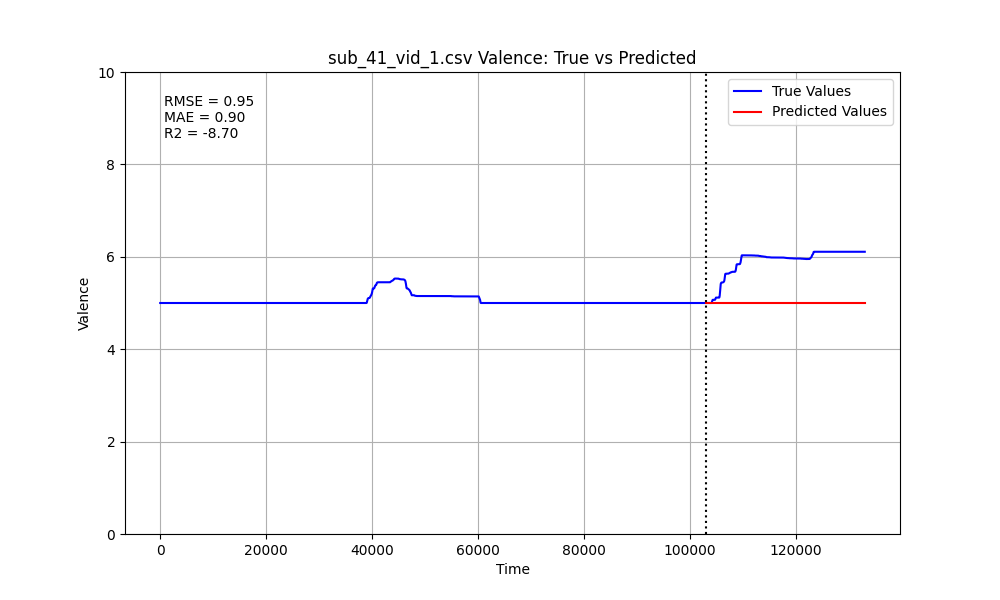 sub_41_vid_1.csv Valence: True vs Predicted
RMSE = 0.95
MAE = 0.90
R2 = -8.70
True Values
Predicted Values
10
8
6
4
2
0
Valence
0 20000 40000 60000 80000 100000 120000
Time